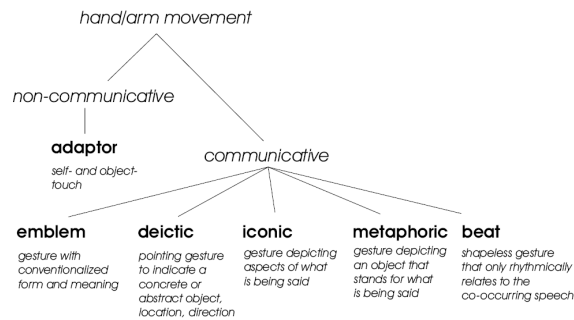 hand/arm movement
non-communicative
adaptor
self- and object-
touch
communicative
emblem
gesture with
conventionalized
form and meaning
deictic
pointing gesture
to indicate a
concrete or
abstract object,
location, direction
iconic
gesture depicting
aspects of what
is being said
metaphoric
gesture depicting
an object that
stands for what
is being said
beat
shapeless gesture
that only rhythmically
relates to the
co-occurring speech